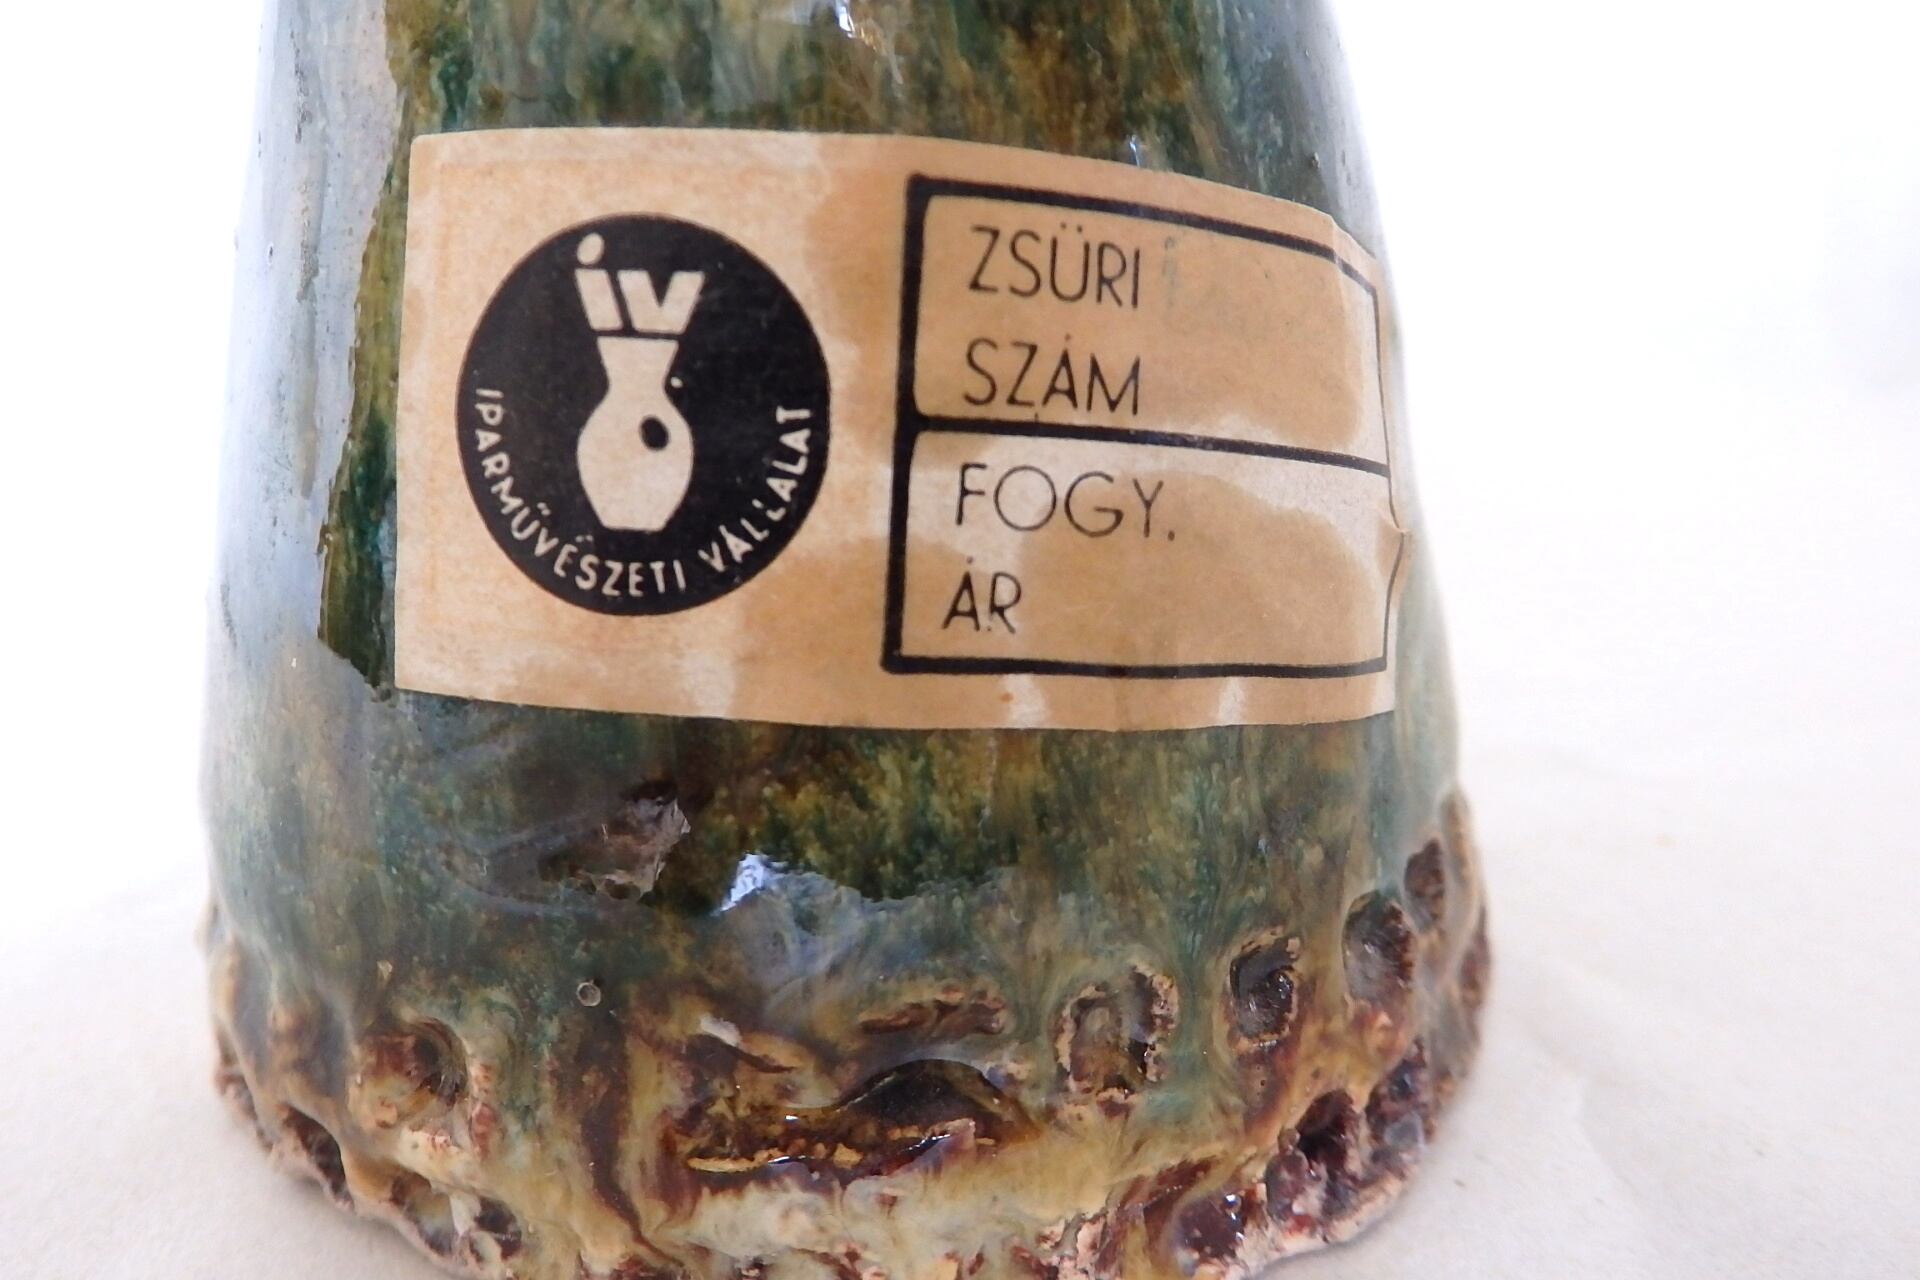 iv
IPARMŰVÉSZETI VÁLLALAT
ZSÜRI
SZÁM
FOGY.
ÁR